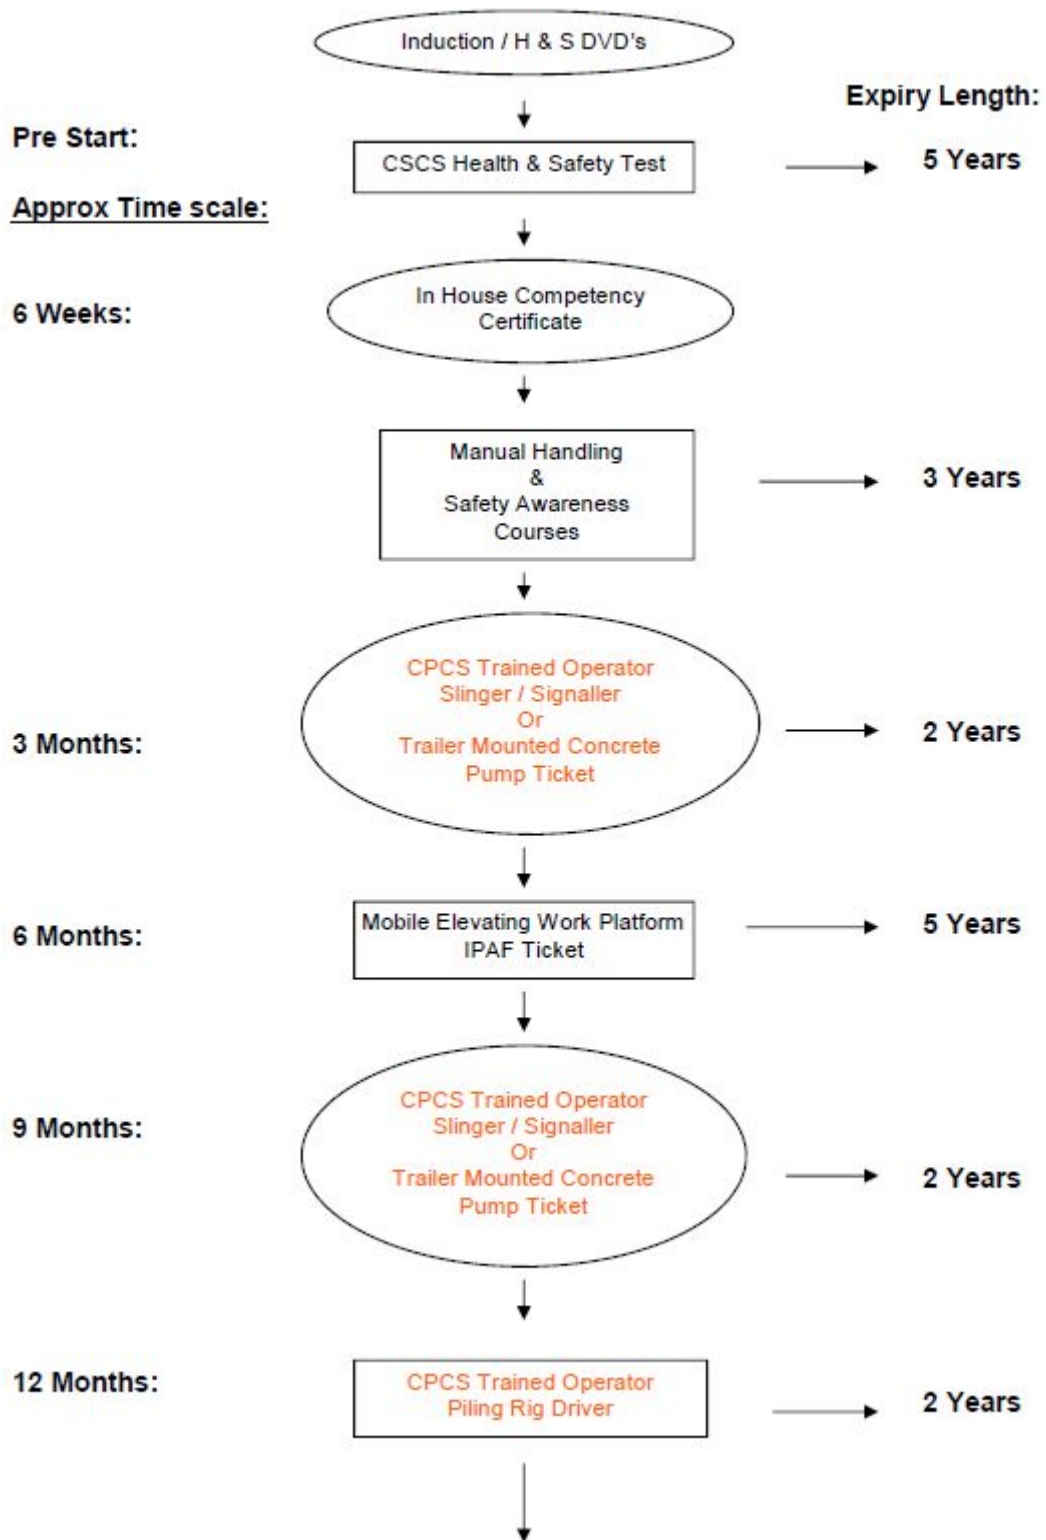 Induction / H & S DVD's
Expiry Length:
Pre Start:
CSCS Health & Safety Test
5 Years
Approx Time scale:
6 Weeks:
In House Competency
Certificate
Manual Handling
&
Safety Awareness
Courses
3 Years
3 Months:
CPCS Trained Operator
Slinger / Signaller
Or
Trailer Mounted Concrete
Pump Ticket
2 Years
6 Months:
Mobile Elevating Work Platform
IPAF Ticket
5 Years
9 Months:
CPCS Trained Operator
Slinger / Signaller
Or
Trailer Mounted Concrete
Pump Ticket
2 Years
12 Months:
CPCS Trained Operator
Piling Rig Driver
2 Years